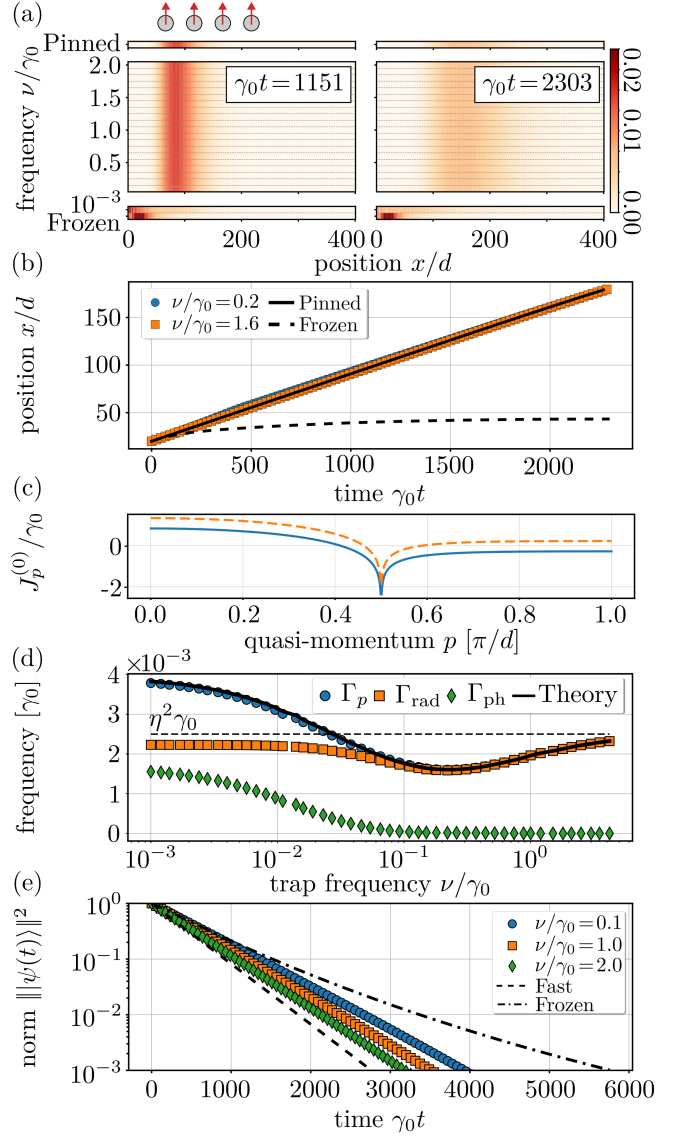 (a)
Pinned
frequency ν/γ₀
2.0
1.5
1.0
0.5
10⁻³
Frozen
γ₀t=1151
γ₀t=2303
0.02
0.01
0.00
0 200 400 0 200 400
position x/d
(b)
position x/d
150
100
50
ν/γ₀=0.2
ν/γ₀=1.6
Pinned
Frozen
0 500 1000 1500 2000
time γ₀t
(c)
J_p^(0)/γ₀
0
-2
0.0 0.2 0.4 0.6 0.8 1.0
quasi-momentum p [π/d]
(d)
×10⁻³
frequency [γ₀]
4
3
2
1
0
Γ_p Γ_rad Γ_ph Theory
η²γ₀
10⁻³ 10⁻² 10⁻¹ 10⁰
trap frequency ν/γ₀
(e)
norm |||ψ(t)⟩||²
10⁰
10⁻¹
10⁻²
10⁻³
ν/γ₀=0.1
ν/γ₀=1.0
ν/γ₀=2.0
Fast
Frozen
0 1000 2000 3000 4000 5000 6000
time γ₀t